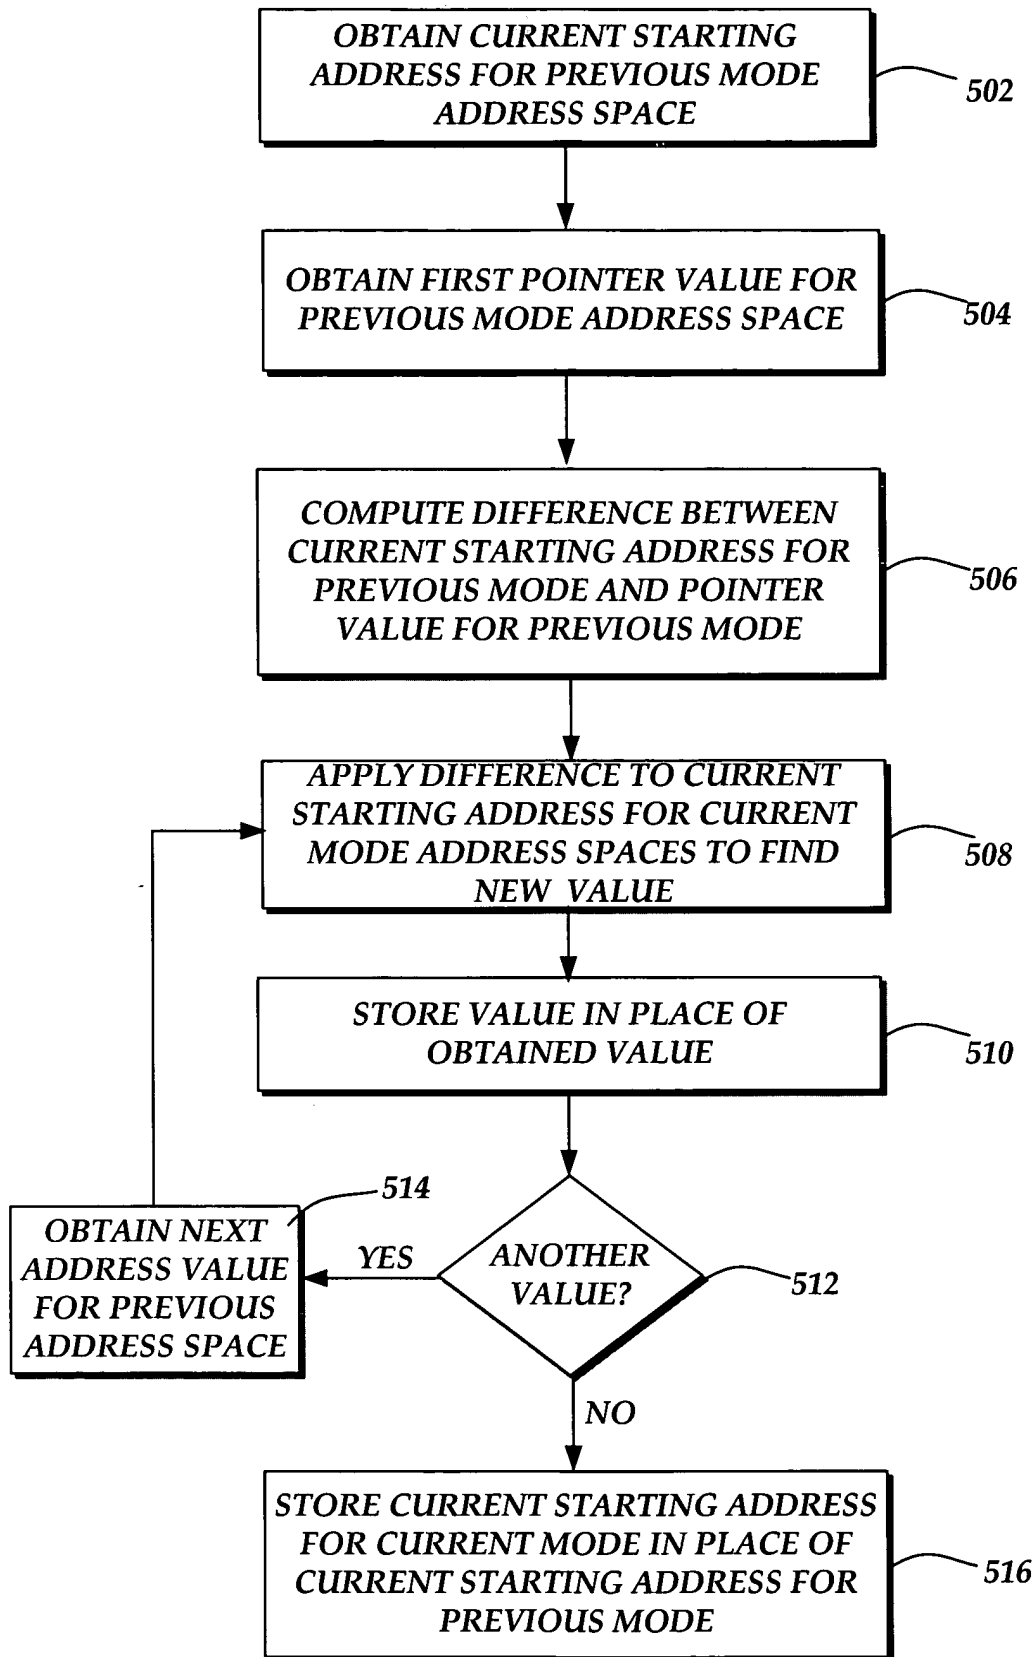 OBTAIN CURRENT STARTING
ADDRESS FOR PREVIOUS MODE
ADDRESS SPACE
502
OBTAIN FIRST POINTER VALUE FOR
PREVIOUS MODE ADDRESS SPACE
504
COMPUTE DIFFERENCE BETWEEN
CURRENT STARTING ADDRESS FOR
PREVIOUS MODE AND POINTER
VALUE FOR PREVIOUS MODE
506
APPLY DIFFERENCE TO CURRENT
STARTING ADDRESS FOR CURRENT
MODE ADDRESS SPACES TO FIND
NEW VALUE
508
STORE VALUE IN PLACE OF
OBTAINED VALUE
510
514
OBTAIN NEXT
ADDRESS VALUE
FOR PREVIOUS
ADDRESS SPACE
YES
ANOTHER
VALUE?
512
NO
STORE CURRENT STARTING ADDRESS
FOR CURRENT MODE IN PLACE OF
CURRENT STARTING ADDRESS FOR
PREVIOUS MODE
516